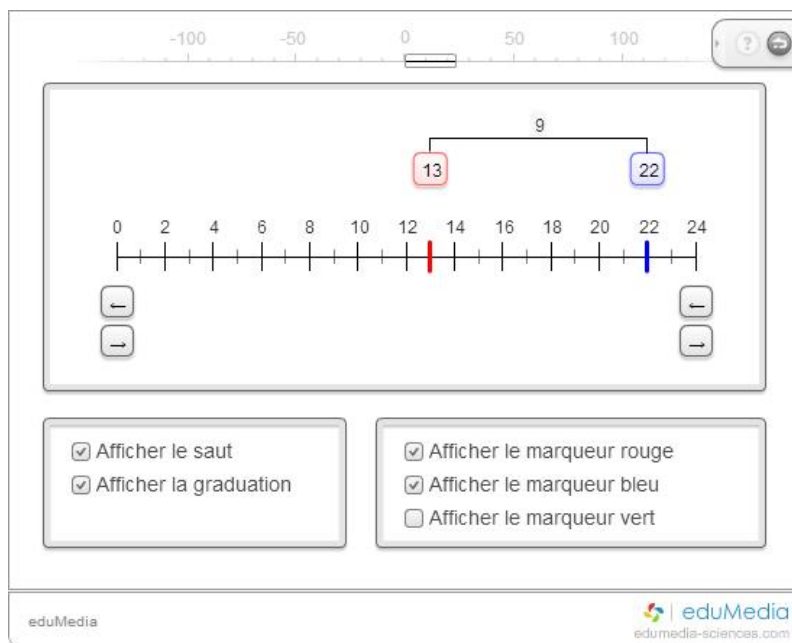 -100 -50 0 50 100 ?
9
13 22
0 2 4 6 8 10 12 14 16 18 20 22 24
← ←
→ →
Afficher le saut
Afficher la graduation
Afficher le marqueur rouge
Afficher le marqueur bleu
Afficher le marqueur vert
eduMedia
eduMedia
edumedia-sciences.com